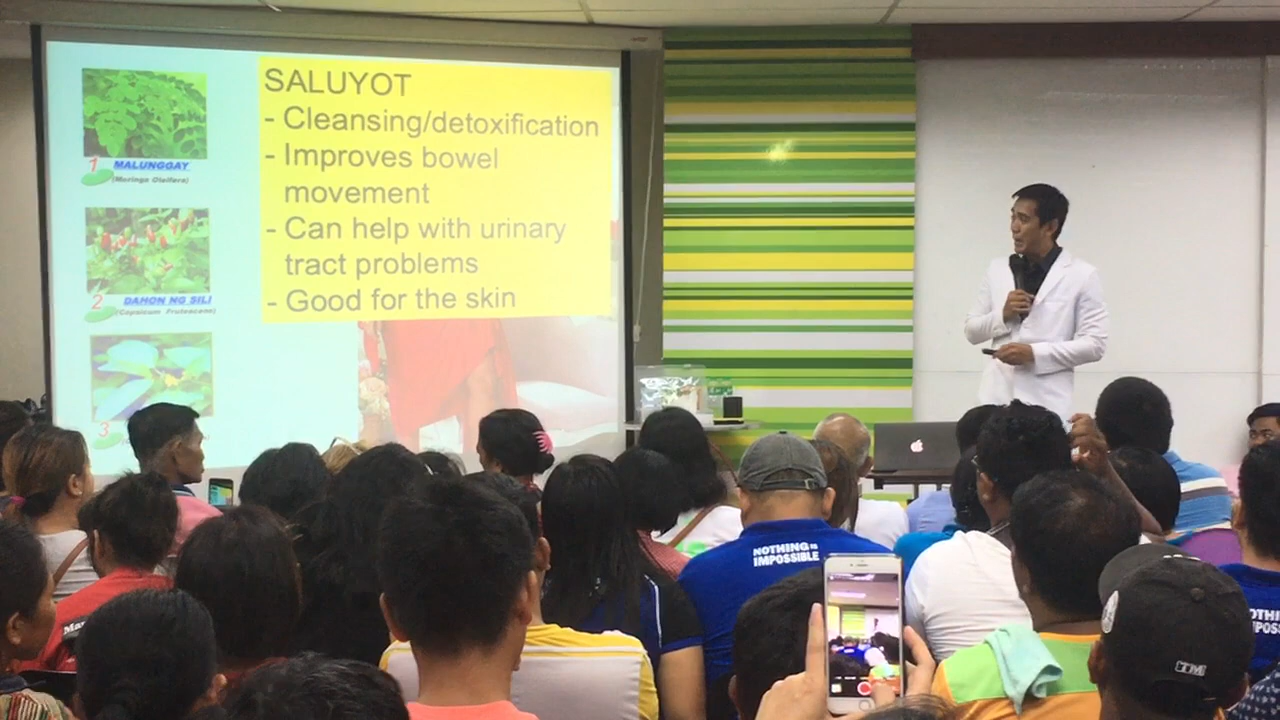 SALUYOT
- Cleansing/detoxification
- Improves bowel
movement
- Can help with urinary
tract problems
- Good for the skin
1 MALUNGGAY
(Moringa Oleifera)
2 DAHON NG SILI
(Capsicum Frutescens)
3
NOTHING IS
IMPOSSIBLE
TM